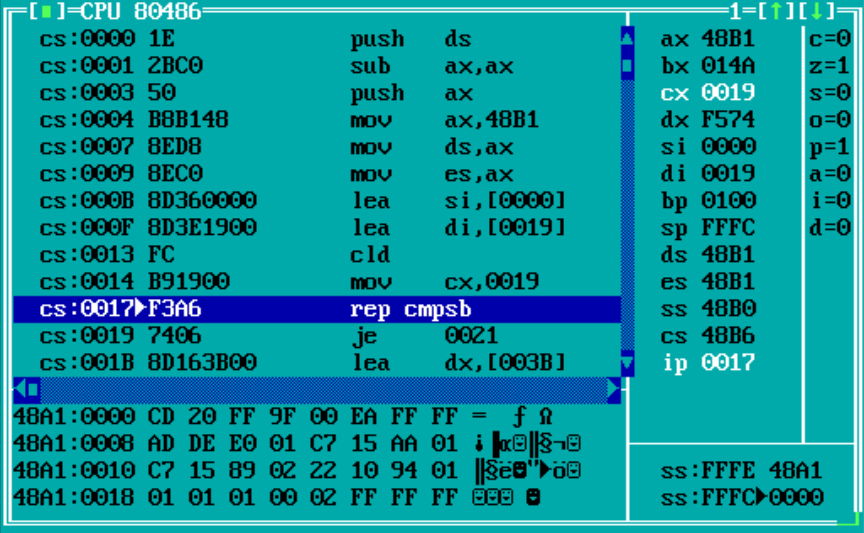 [■]=CPU 80486 1=[↑][↓]
cs:0000 1E push ds ax 48B1 c=0
cs:0001 2BC0 sub ax,ax bx 014A z=1
cs:0003 50 push ax cx 0019 s=0
cs:0004 B8B148 mov ax,48B1 dx F574 o=0
cs:0007 8ED8 mov ds,ax si 0000 p=1
cs:0009 8EC0 mov es,ax di 0019 a=0
cs:000B 8D360000 lea si,[0000] bp 0100 i=0
cs:000F 8D3E1900 lea di,[0019] sp FFFC d=0
cs:0013 FC cld ds 48B1
cs:0014 B91900 mov cx,0019 es 48B1
cs:0017►F3A6 rep cmpsb ss 48B0
cs:0019 7406 je 0021 cs 48B6
cs:001B 8D163B00 lea dx,[003B] ip 0017
48A1:0000 CD 20 FF 9F 00 EA FF FF = ƒ Ω
48A1:0008 AD DE E0 01 C7 15 AA 01 ¡▐α☺╟§¬☺
48A1:0010 C7 15 89 02 22 10 94 01 ╟§ë☻"►ö☺ ss:FFFE 48A1
48A1:0018 01 01 01 00 02 FF FF FF ☺☺☺ ☻ ss:FFFC►0000